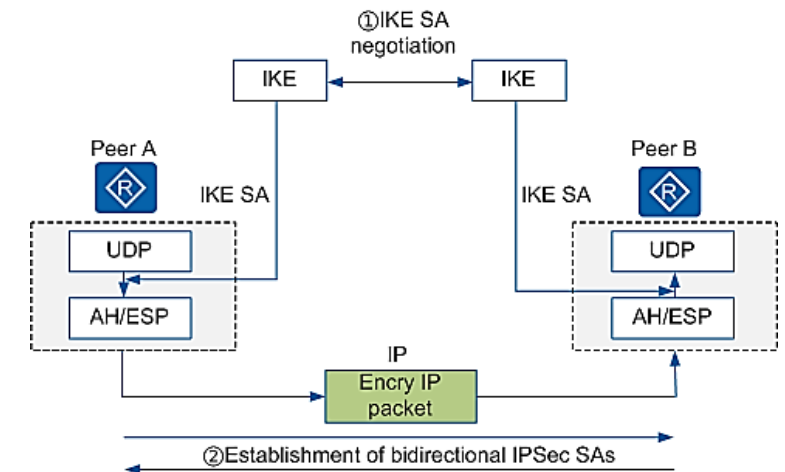 ①IKE SA
negotiation
IKE
IKE
Peer A
Peer B
R
R
IKE SA
IKE SA
UDP
UDP
AH/ESP
AH/ESP
IP
Encry IP
packet
②Establishment of bidirectional IPSec SAs